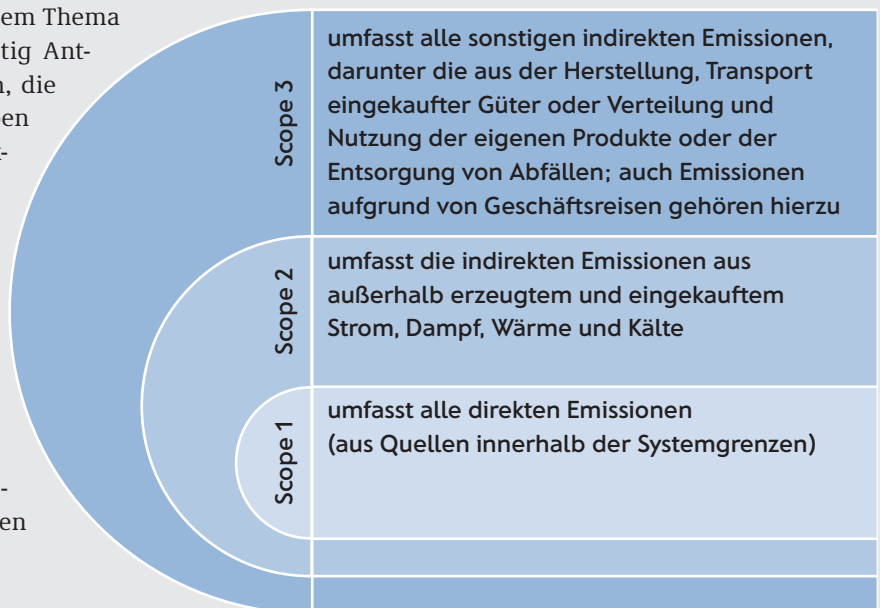 em Thema
tig Ant-
, die
en
-
-
en
Scope 3
umfasst alle sonstigen indirekten Emissionen,
darunter die aus der Herstellung, Transport
eingekaufter Güter oder Verteilung und
Nutzung der eigenen Produkte oder der
Entsorgung von Abfällen; auch Emissionen
aufgrund von Geschäftsreisen gehören hierzu
Scope 2
umfasst die indirekten Emissionen aus
außerhalb erzeugtem und eingekauftem
Strom, Dampf, Wärme und Kälte
Scope 1
umfasst alle direkten Emissionen
(aus Quellen innerhalb der Systemgrenzen)